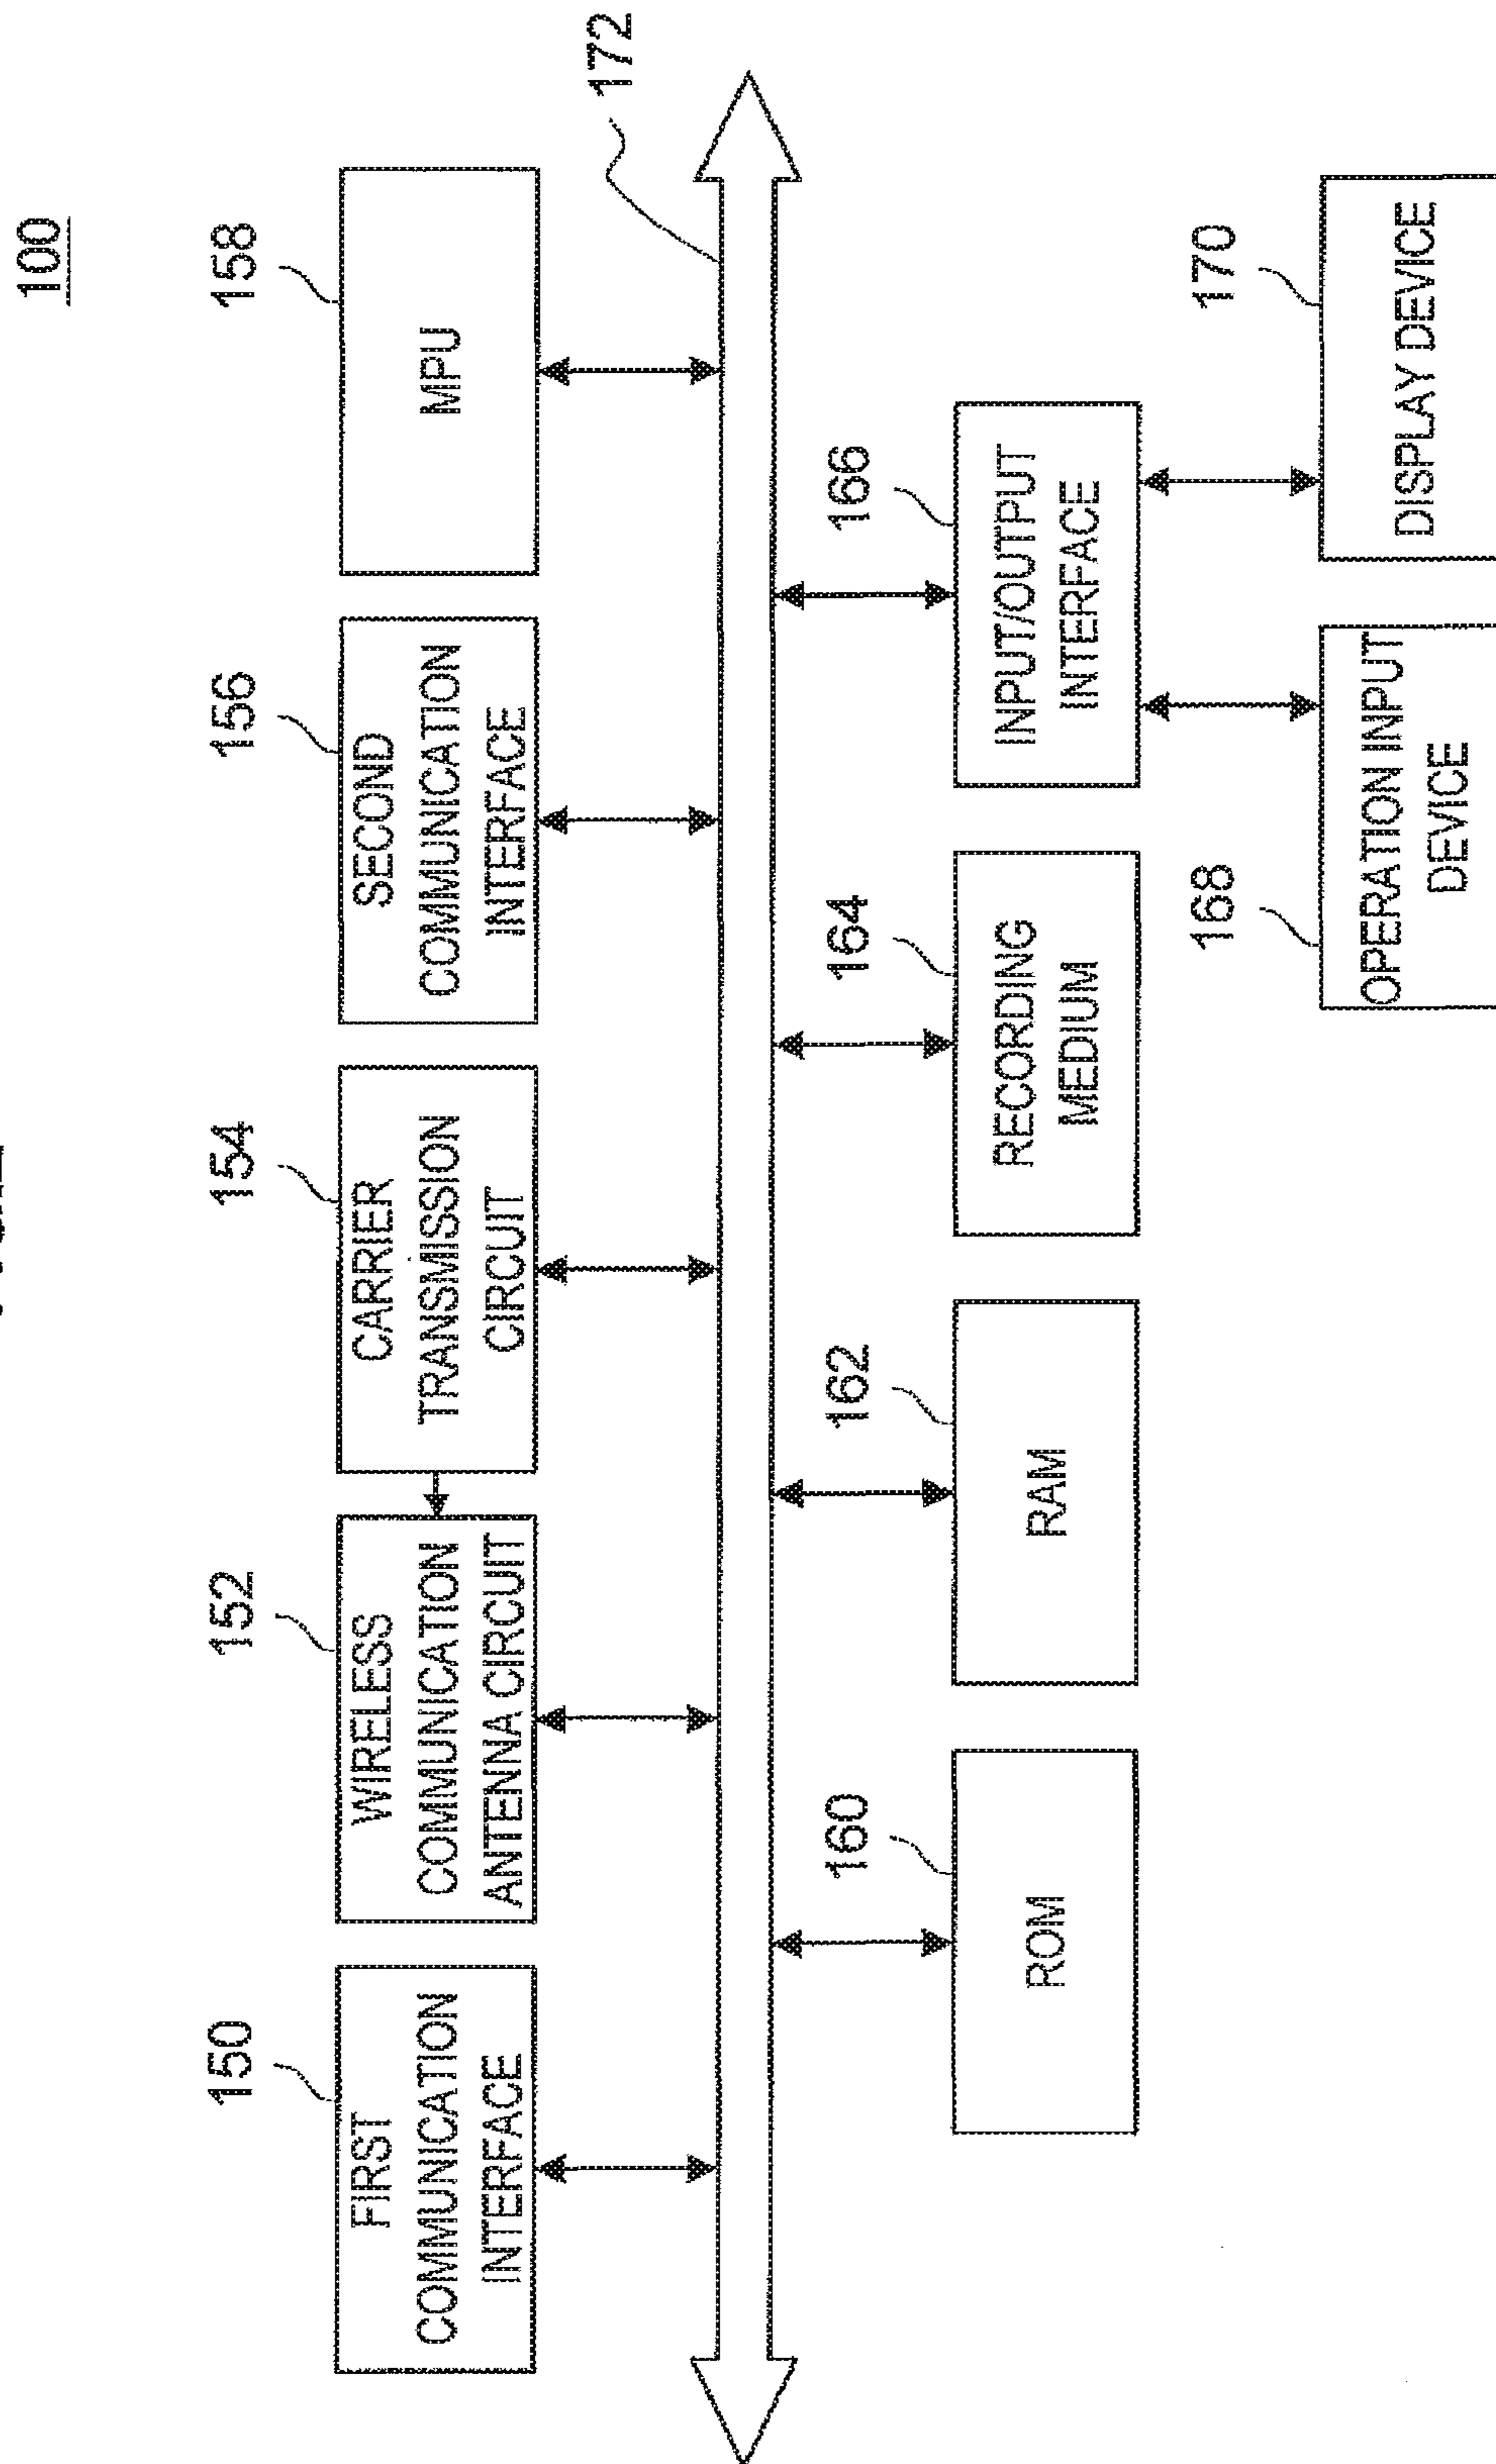 100
150
FIRST
COMMUNICATION
INTERFACE
152
WIRELESS
COMMUNICATION
ANTENNA CIRCUIT
154
CARRIER
TRANSMISSION
CIRCUIT
156
SECOND
COMMUNICATION
INTERFACE
158
MPU
172
160
ROM
162
RAM
164
RECORDING
MEDIUM
166
INPUT/OUTPUT
INTERFACE
168
OPERATION INPUT
DEVICE
170
DISPLAY DEVICE